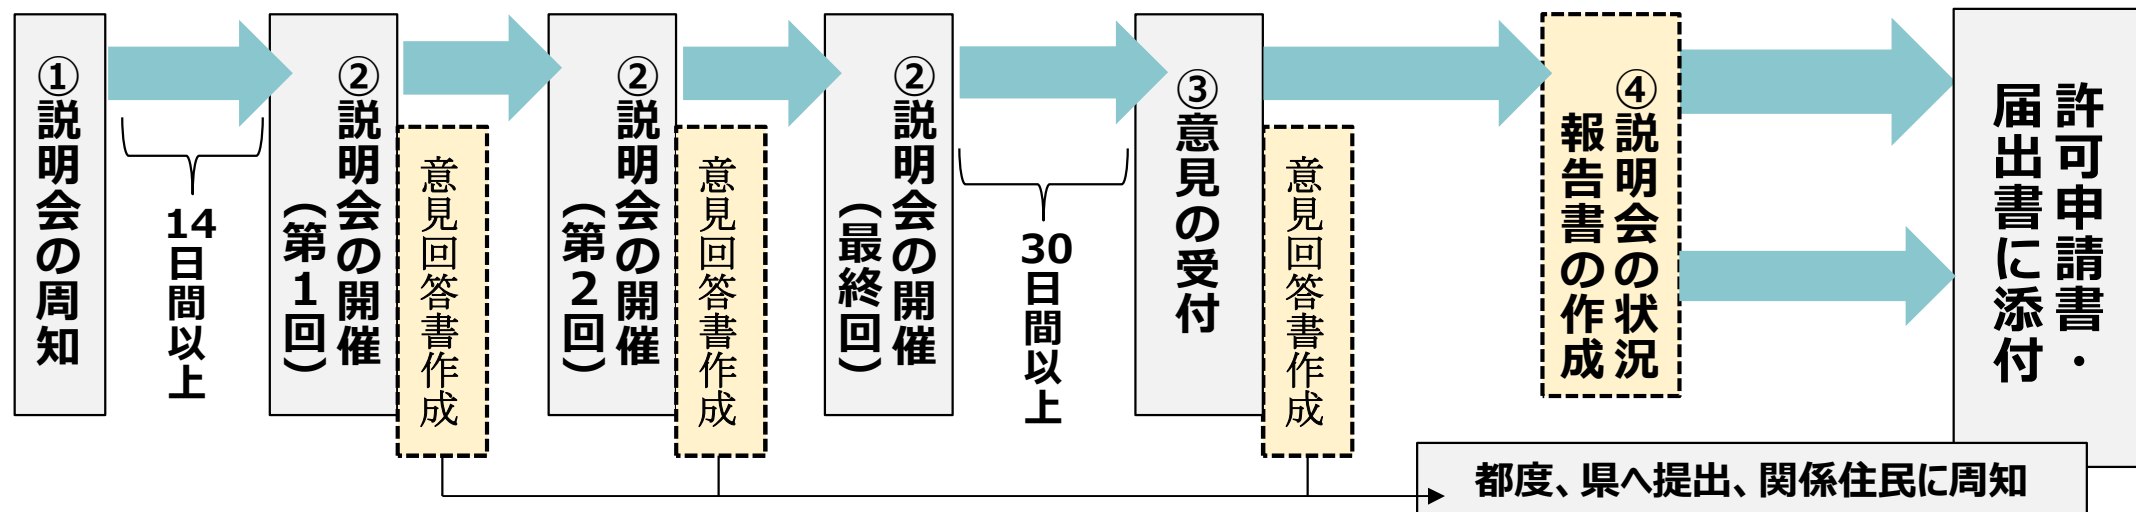 ①説明会の周知
14日間以上
②説明会の開催
(第1回)
意見回答書作成
②説明会の開催
(第2回)
意見回答書作成
②説明会の開催
(最終回)
30日間以上
③意見の受付
意見回答書作成
④説明会の状況
報告書の作成
許可申請書・
届出書に添付
都度、県へ提出、関係住民に周知